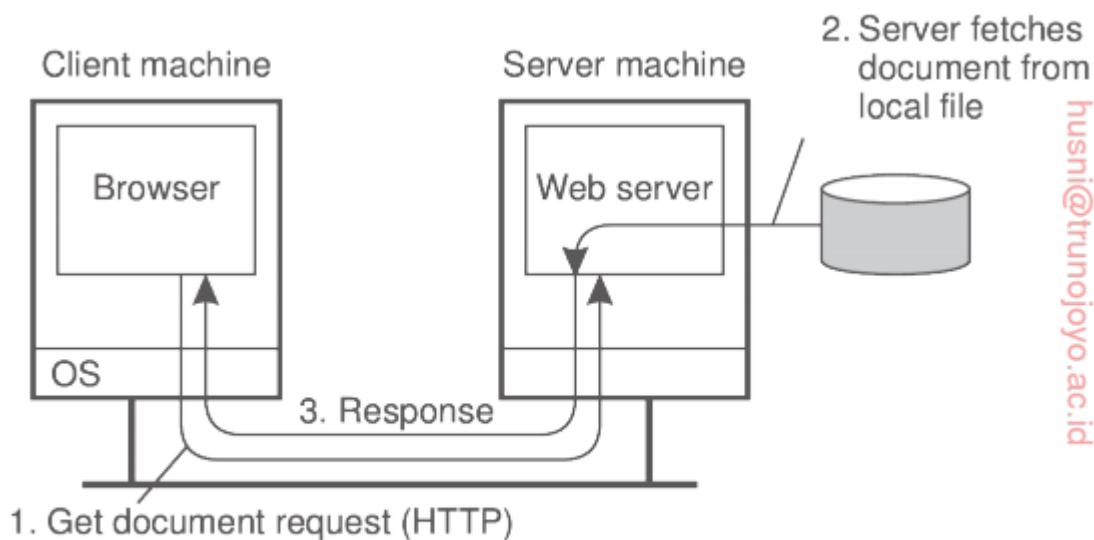 Client machine
Server machine
2. Server fetches
document from
local file
Browser
Web server
OS
3. Response
1. Get document request (HTTP)
husni@trunojoyo.ac.id